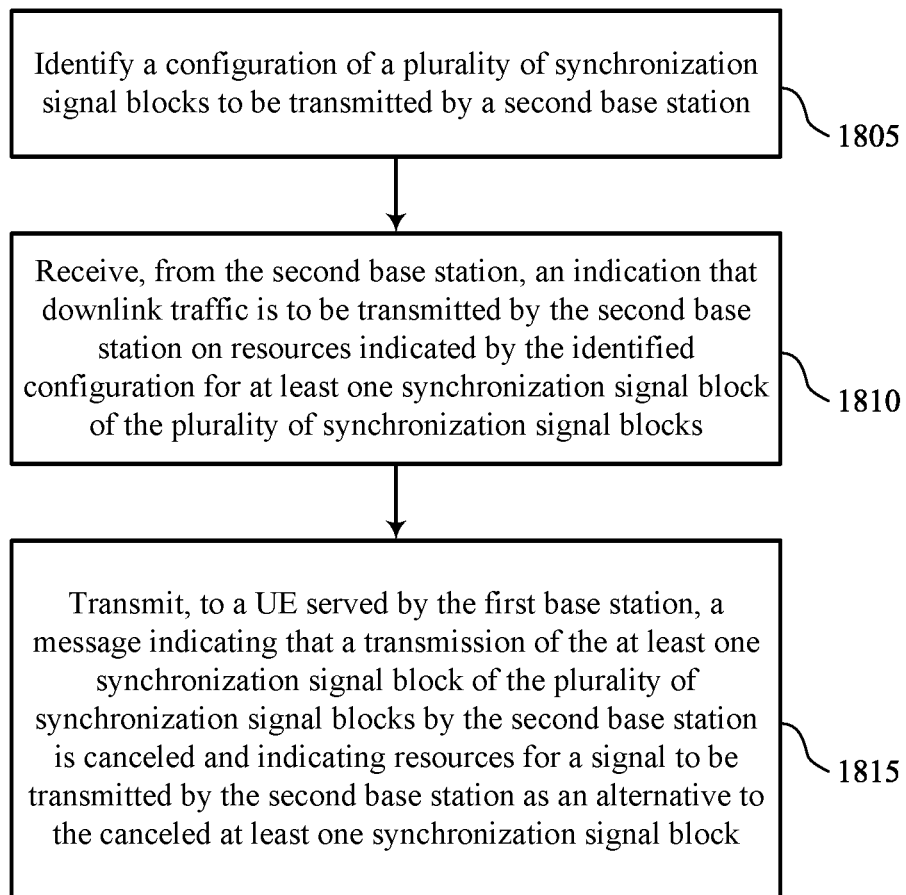 Identify a configuration of a plurality of synchronization
signal blocks to be transmitted by a second base station
1805
Receive, from the second base station, an indication that
downlink traffic is to be transmitted by the second base
station on resources indicated by the identified
configuration for at least one synchronization signal block
of the plurality of synchronization signal blocks
1810
Transmit, to a UE served by the first base station, a
message indicating that a transmission of the at least one
synchronization signal block of the plurality of
synchronization signal blocks by the second base station
is canceled and indicating resources for a signal to be
transmitted by the second base station as an alternative to
the canceled at least one synchronization signal block
1815